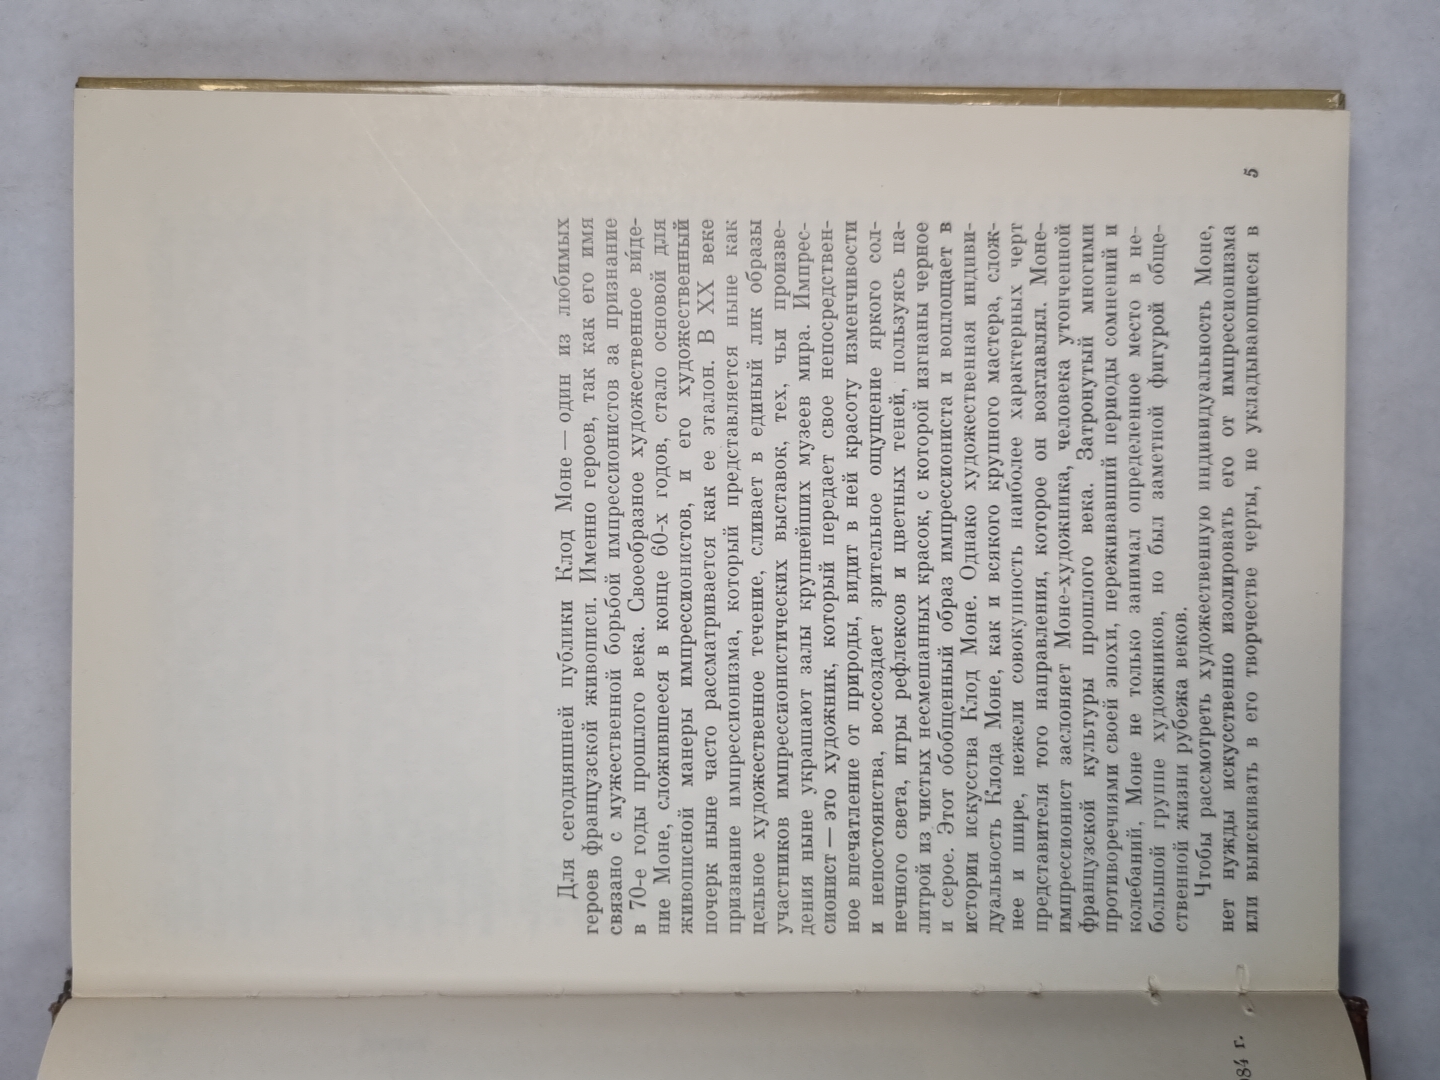 Для сегодняшней публики Клод Моне — один из любимых
героев французской живописи. Именно героев, так как его имя
связано с мужественной борьбой импрессионистов за признание
в 70-е годы прошлого века. Своеобразное художественное ви́де-
ние Моне, сложившееся в конце 60-х годов, стало основой для
живописной манеры импрессионистов, и его художественный
почерк ныне часто рассматривается как ее эталон. В XX веке
признание импрессионизма, который представляется ныне как
цельное художественное течение, сливает в единый лик образы
участников импрессионистических выставок, тех, чьи произве-
дения ныне украшают залы крупнейших музеев мира. Импрес-
сионист — это художник, который передает свое непосредствен-
ное впечатление от природы, видит в ней красоту изменчивости
и непостоянства, воссоздает зрительное ощущение яркого сол-
нечного света, игры рефлексов и цветных теней, пользуясь па-
литрой из чистых несмешанных красок, с которой изгнаны черное
и серое. Этот обобщенный образ импрессиониста и воплощает в
истории искусства Клод Моне. Однако художественная индиви-
дуальность Клода Моне, как и всякого крупного мастера, слож-
нее и шире, нежели совокупность наиболее характерных черт
представителя того направления, которое он возглавлял. Моне-
импрессионист заслоняет Моне-художника, человека утонченной
французской культуры прошлого века. Затронутый многими
противоречиями своей эпохи, переживавший периоды сомнений и
колебаний, Моне не только занимал определенное место в не-
большой группе художников, но был заметной фигурой обще-
ственной жизни рубежа веков.
Чтобы рассмотреть художественную индивидуальность Моне,
нет нужды искусственно изолировать его от импрессионизма
или выискивать в его творчестве черты, не укладывающиеся в
5
84 г.